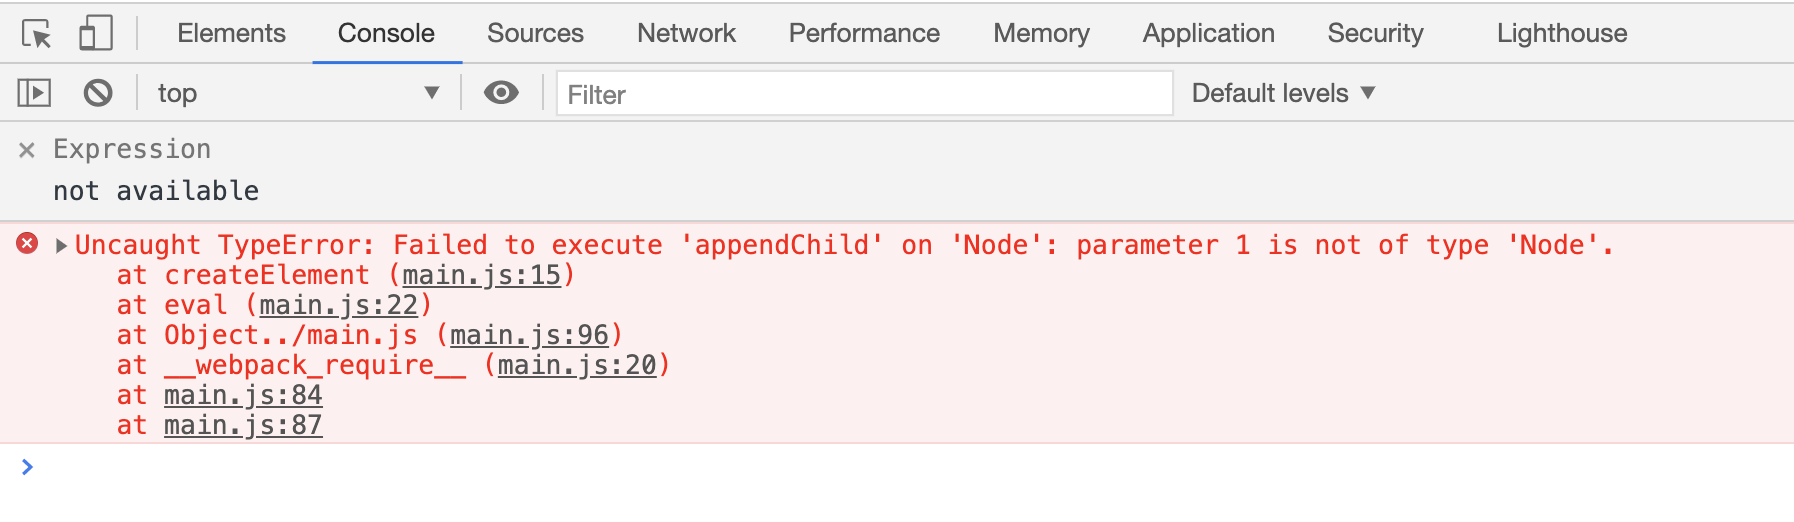 Elements Console Sources Network Performance Memory Application Security Lighthouse
top Filter Default levels
Expression
not available
Uncaught TypeError: Failed to execute 'appendChild' on 'Node': parameter 1 is not of type 'Node'.
at createElement (main.js:15)
at eval (main.js:22)
at Object../main.js (main.js:96)
at __webpack_require__ (main.js:20)
at main.js:84
at main.js:87